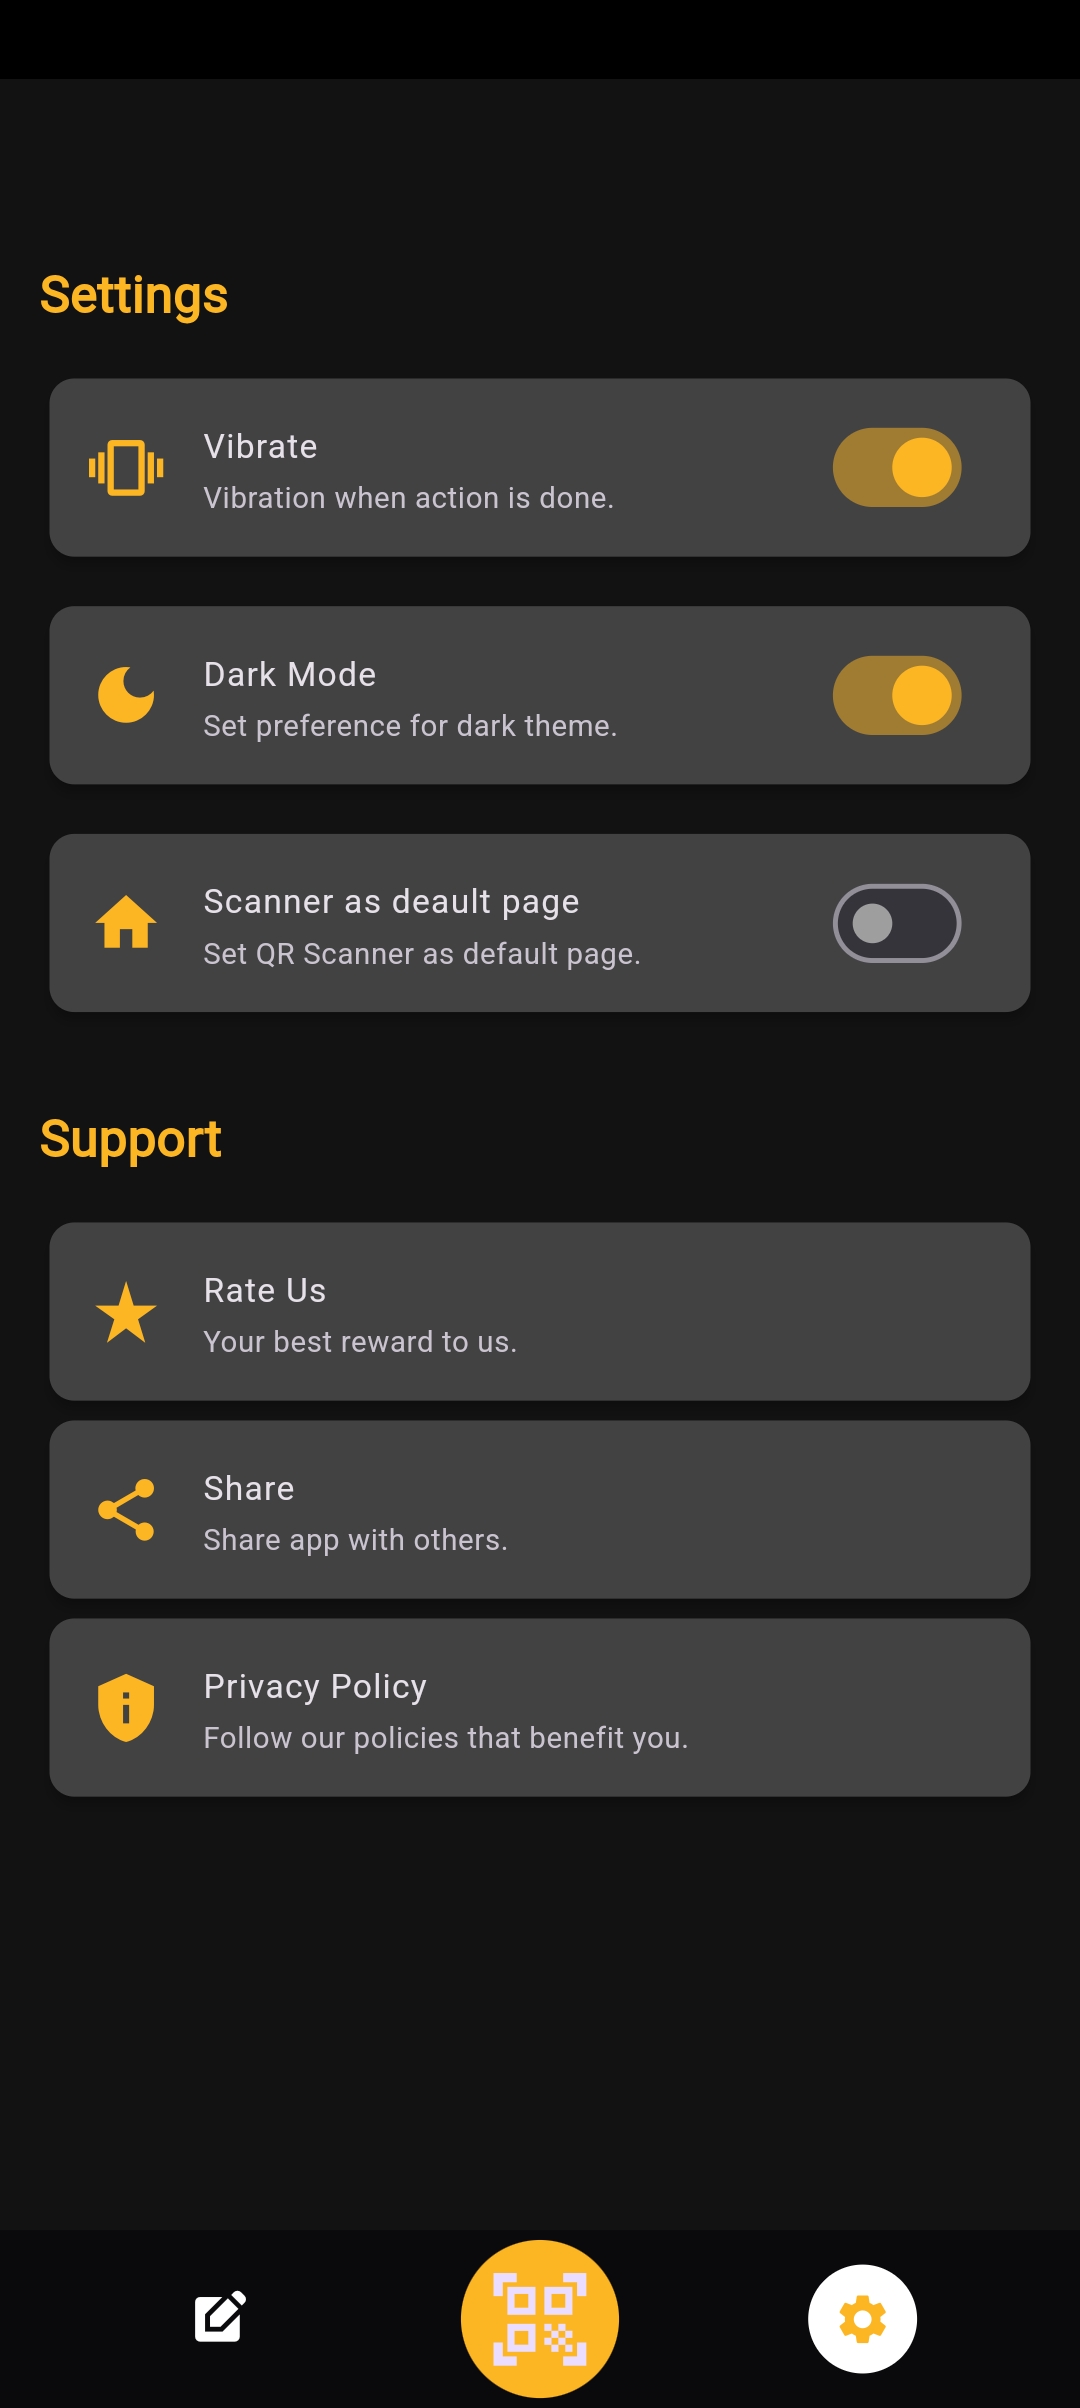 Settings
Vibrate
Vibration when action is done.
Dark Mode
Set preference for dark theme.
Scanner as deault page
Set QR Scanner as default page.
Support
Rate Us
Your best reward to us.
Share
Share app with others.
Privacy Policy
Follow our policies that benefit you.